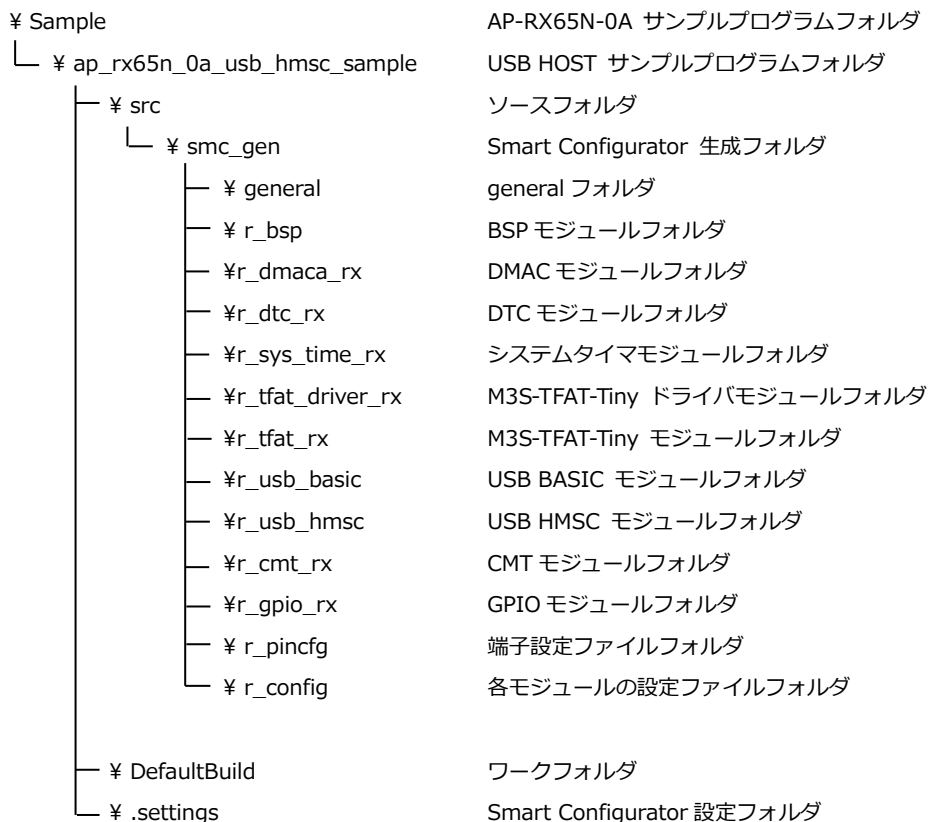 ¥ Sample AP-RX65N-0A サンプルプログラムフォルダ
¥ ap_rx65n_0a_usb_hmsc_sample USB HOST サンプルプログラムフォルダ
¥ src ソースフォルダ
¥ smc_gen Smart Configurator 生成フォルダ
¥ general general フォルダ
¥ r_bsp BSP モジュールフォルダ
¥r_dmaca_rx DMAC モジュールフォルダ
¥r_dtc_rx DTC モジュールフォルダ
¥r_sys_time_rx システムタイマモジュールフォルダ
¥r_tfat_driver_rx M3S-TFAT-Tiny ドライバモジュールフォルダ
¥r_tfat_rx M3S-TFAT-Tiny モジュールフォルダ
¥r_usb_basic USB BASIC モジュールフォルダ
¥r_usb_hmsc USB HMSC モジュールフォルダ
¥r_cmt_rx CMT モジュールフォルダ
¥r_gpio_rx GPIO モジュールフォルダ
¥ r_pincfg 端子設定ファイルフォルダ
¥ r_config 各モジュールの設定ファイルフォルダ
¥ DefaultBuild ワークフォルダ
¥ .settings Smart Configurator 設定フォルダ